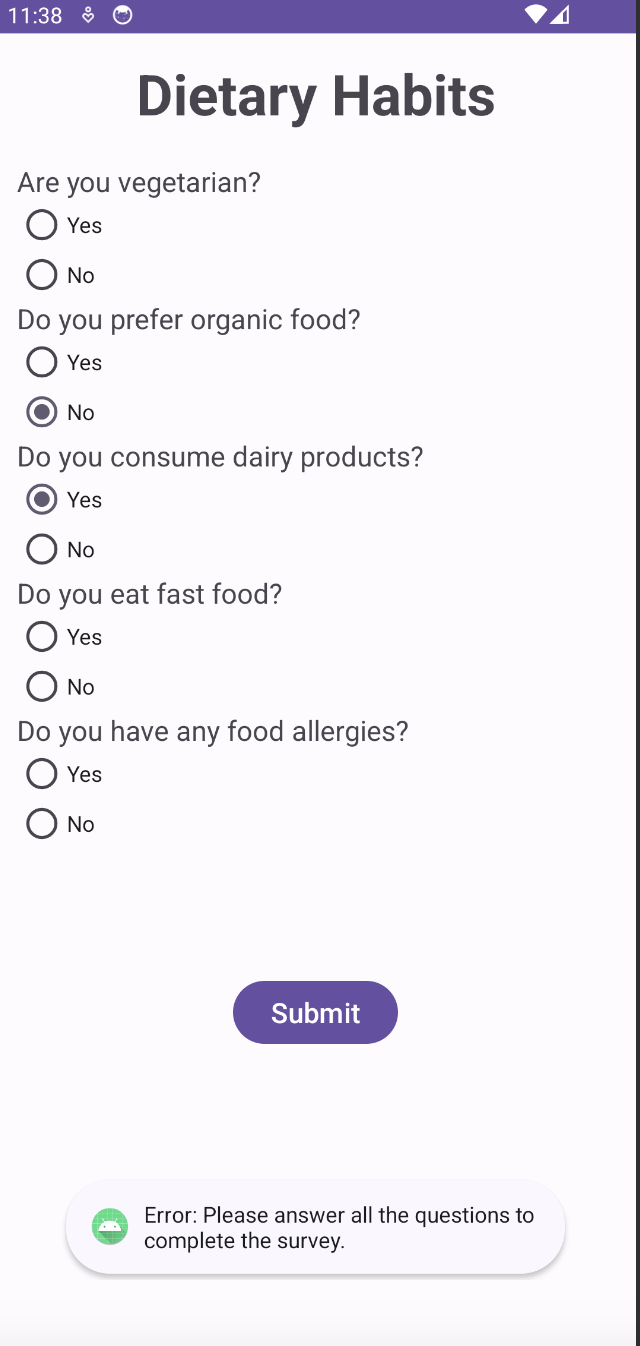 11:38
Dietary Habits
Are you vegetarian?
Yes
No
Do you prefer organic food?
Yes
No
Do you consume dairy products?
Yes
No
Do you eat fast food?
Yes
No
Do you have any food allergies?
Yes
No
Submit
Error: Please answer all the questions to
complete the survey.